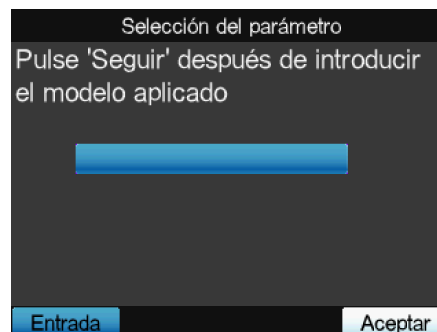 Selección del parámetro
Pulse 'Seguir' después de introducir
el modelo aplicado
Entrada
Aceptar